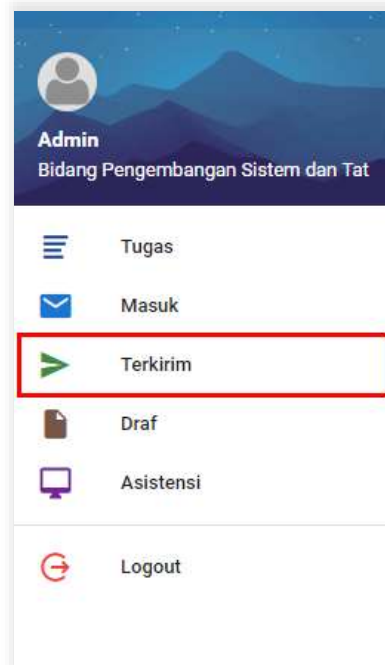 Admin
Bidang Pengembangan Sistem dan Tat
Tugas
Masuk
Terkirim
Draf
Asistensi
Logout